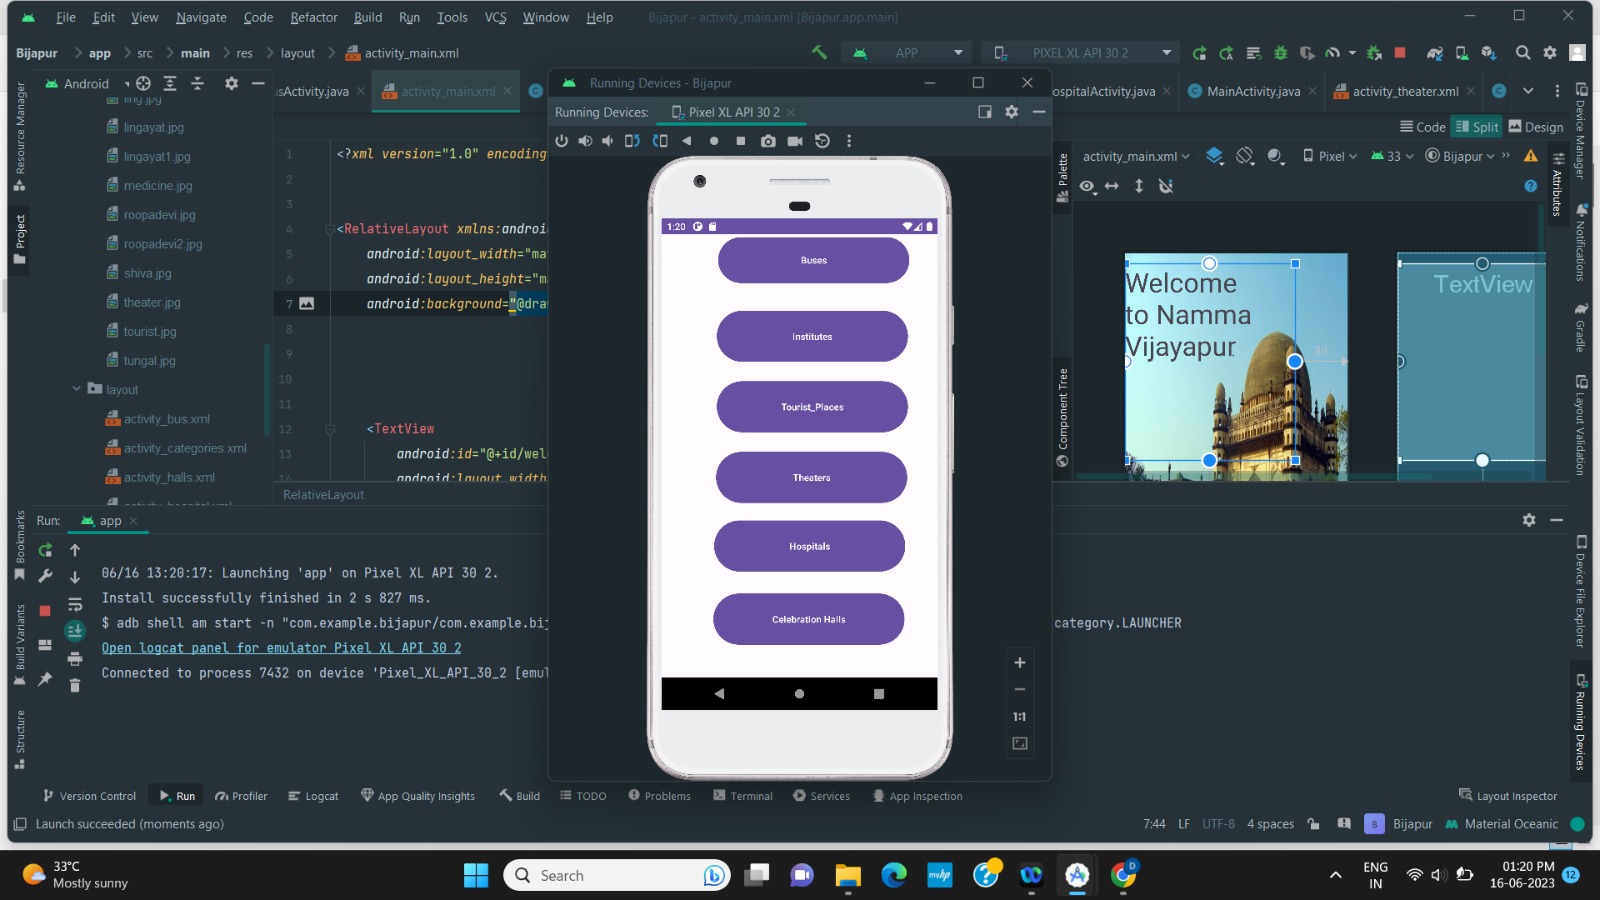 File Edit View Navigate Code Refactor Build Run Tools VCS Window Help Bijapur - activity_main.xml [Bijapur.app.main]
Bijapur app src main res layout activity_main.xml APP PIXEL XL API 30 2
Android
sActivity.java activity_main.xml ospitalActivity.java MainActivity.java activity_theater.xml
Code Split Design
Resource Manager
Project
Bookmarks
Build Variants
Structure
ling.jpg
lingayat.jpg
lingayat1.jpg
medicine.jpg
roopadevi.jpg
roopadevi2.jpg
shiva.jpg
theater.jpg
tourist.jpg
tungal.jpg
layout
activity_bus.xml
activity_categories.xml
activity_halls.xml
activity_hospital.xml
1 <?xml version="1.0" encoding
2
3
4 <RelativeLayout xmlns:androi
5 android:layout_width="ma
6 android:layout_height="m
7 android:background="@dra
8
9
10
11
12 <TextView
13 android:id="@+id/wel
14 android:layout_width
RelativeLayout
Running Devices - Bijapur
Running Devices: Pixel XL API 30 2
1:20
Buses
Institutes
Tourist_Places
Theaters
Hospitals
Celebration Halls
1:1
Palette
Component Tree
activity_main.xml Pixel 33 Bijapur
Welcome
to Namma
Vijayapur
99
TextView
Attributes
Device Manager
Notifications
Gradle
Layout Validation
Device File Explorer
Running Devices
Run: app
06/16 13:20:17: Launching 'app' on Pixel XL API 30 2.
Install successfully finished in 2 s 827 ms.
$ adb shell am start -n "com.example.bijapur/com.example.bij category.LAUNCHER
Open logcat panel for emulator Pixel XL API 30 2
Connected to process 7432 on device 'Pixel_XL_API_30_2 [emul
Version Control Run Profiler Logcat App Quality Insights Build TODO Problems Terminal Services App Inspection Layout Inspector
Launch succeeded (moments ago) 7:44 LF UTF-8 4 spaces B Bijapur Material Oceanic
33°C
Mostly sunny
Search
myhp
D
ENG
IN
01:20 PM
16-06-2023
12